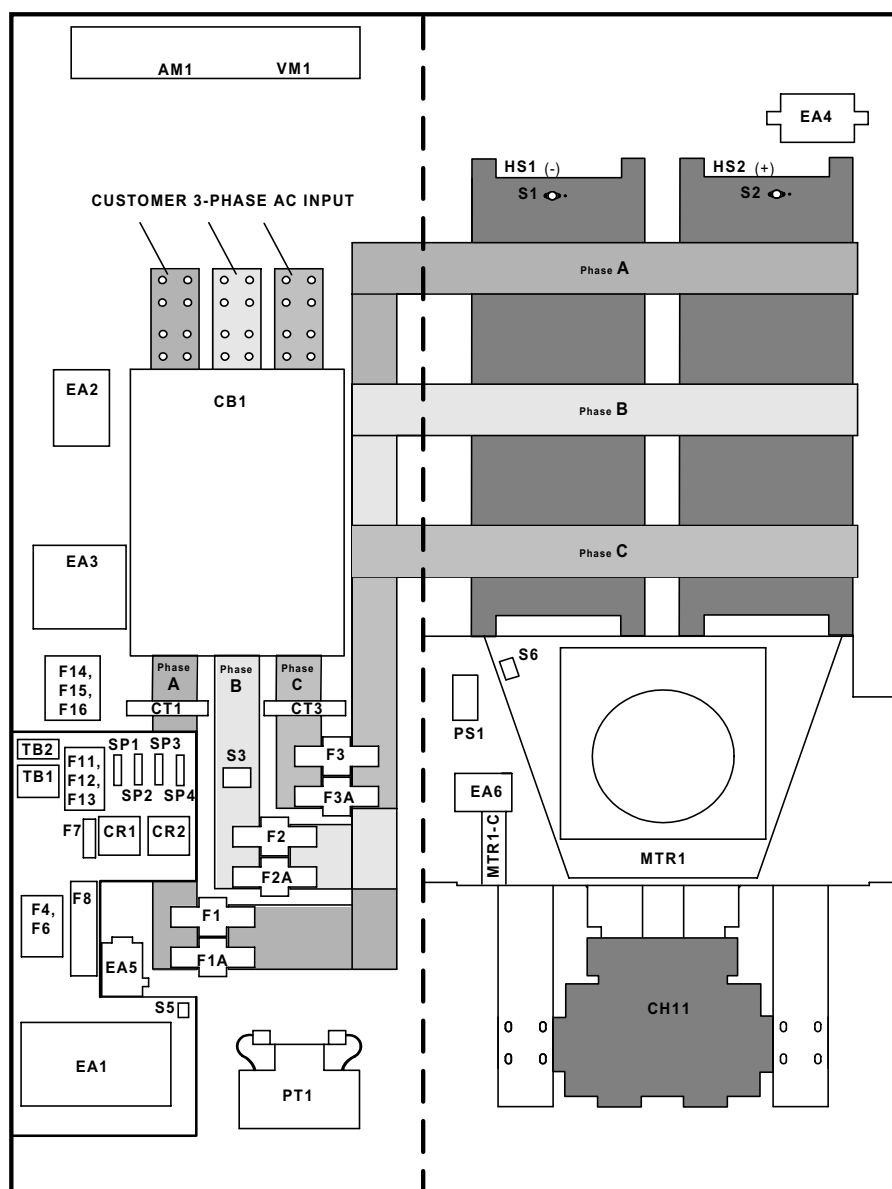 AM1 VM1
EA4
HS1 (-)
HS2 (+)
S1
S2
CUSTOMER 3-PHASE AC INPUT
Phase A
EA2
CB1
Phase B
EA3
Phase C
F14,
F15,
F16
Phase
A
Phase
B
Phase
C
CT1
CT3
S6
PS1
TB2
TB1
F11,
F12,
F13
SP1
SP3
SP2
SP4
S3
F3
F3A
EA6
MTR1-C
MTR1
F7
CR1
CR2
F2
F2A
F4,
F6
F8
F1
F1A
EA5
S5
CH11
EA1
PT1